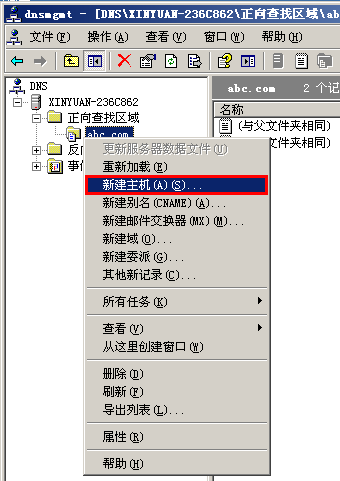 dnsmgmt - [DNS\XINYUAN-236C862\正向查找区域\ab
文件(F) 操作(A) 查看(V) 窗口(W) 帮助(H)
DNS
XINYUAN-236C862
正向查找区域
abc.com
反
事
abc.com 2 个记
名称
(与父文件夹相同)
文件夹相同)
更新服务器数据文件(U)
重新加载(E)
新建主机(A)(S)...
新建别名(CNAME)(A)...
新建邮件交换器(MX)(M)...
新建域(O)...
新建委派(G)...
其他新记录(C)...
所有任务(K)
查看(V)
从这里创建窗口(W)
删除(D)
刷新(F)
导出列表(L)...
属性(R)
帮助(H)